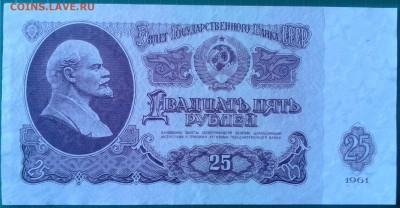 COINS.LAVE.RU
БИЛЕТ ГОСУДАРСТВЕННОГО БАНКА СССР
ДВАДЦАТЬ ПЯТЬ
РУБЛЕЙ
25
25
1961